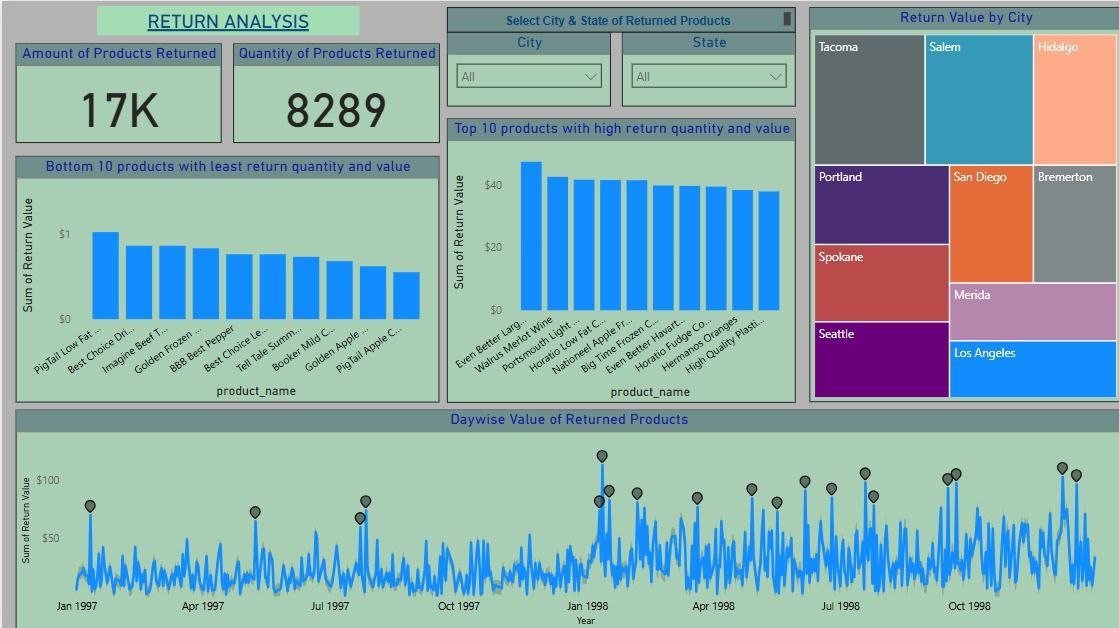 RETURN ANALYSIS
Amount of Products Returned
17K
Quantity of Products Returned
8289
Select City & State of Returned Products
City
All
State
All
Bottom 10 products with least return quantity and value
Sum of Return Value
$1
$0
PigTail Low Fat ...
Best Choice Dri...
Imagine Beef T...
Golden Frozen ...
BBB Best Pepper
Best Choice Le...
Tell Tale Summ...
Booker Mild C...
Golden Apple ...
PigTail Apple C...
product_name
Top 10 products with high return quantity and value
Sum of Return Value
$40
$20
$0
Even Better Larg...
Walrus Merlot Wine
Portsmouth Light ...
Horatio Low Fat C...
Nationeel Apple Fr...
Big Time Frozen C...
Even Better Havart...
Horatio Fudge Co...
Hermanos Oranges
High Quality Plasti...
product_name
Return Value by City
Tacoma
Salem
Hidalgo
Portland
San Diego
Bremerton
Spokane
Merida
Seattle
Los Angeles
Daywise Value of Returned Products
Sum of Return Value
$100
$50
Jan 1997
Apr 1997
Jul 1997
Oct 1997
Jan 1998
Apr 1998
Jul 1998
Oct 1998
Year